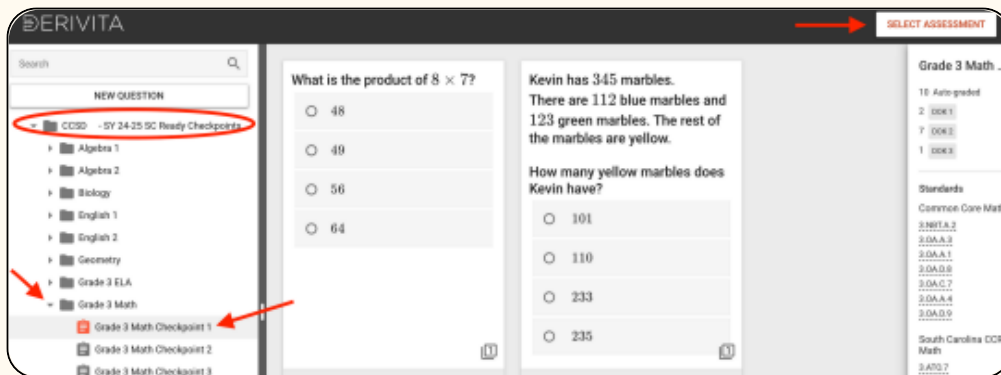 DERIVITA
SELECT ASSESSMENT
Search
NEW QUESTION
CCSD - SY 24-25 SC Ready Checkpoints
Algebra 1
Algebra 2
Biology
English 1
English 2
Geometry
Grade 3 ELA
Grade 3 Math
Grade 3 Math Checkpoint 1
Grade 3 Math Checkpoint 2
Grade 3 Math Checkpoint 3
What is the product of 8 × 7?
48
49
56
64
Kevin has 345 marbles.
There are 112 blue marbles and
123 green marbles. The rest of
the marbles are yellow.
How many yellow marbles does
Kevin have?
101
110
233
235
Grade 3 Math ..
10 Auto-graded
2 DOK 1
7 DOK 2
1 DOK 3
Standards
Common Core Mat
3.NBT.A.2
3.OA.A.3
3.OA.A.1
3.OA.D.8
3.OA.C.7
3.OA.A.4
3.OA.D.9
South Carolina CCR
Math
3.ATO.7